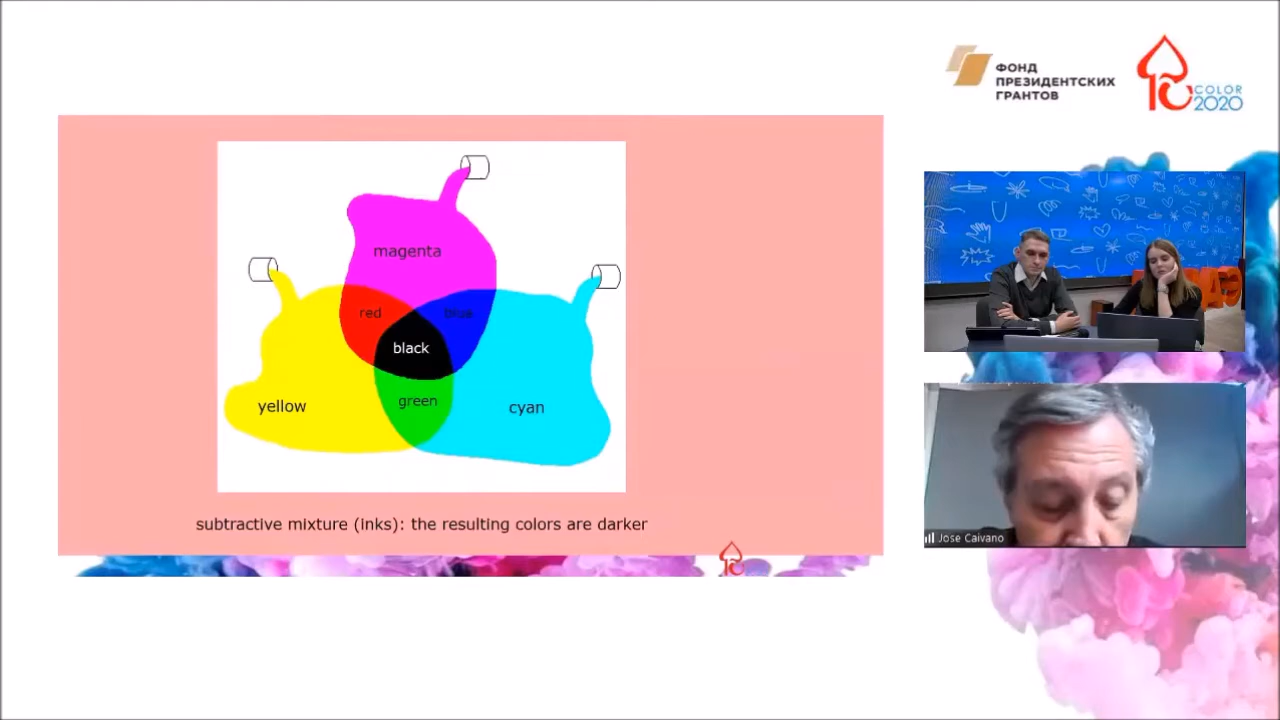 ФОНД
ПРЕЗИДЕНТСКИХ
ГРАНТОВ
COLOR
2020
magenta
red
blue
black
yellow
green
cyan
subtractive mixture (inks): the resulting colors are darker
Jose Caivano